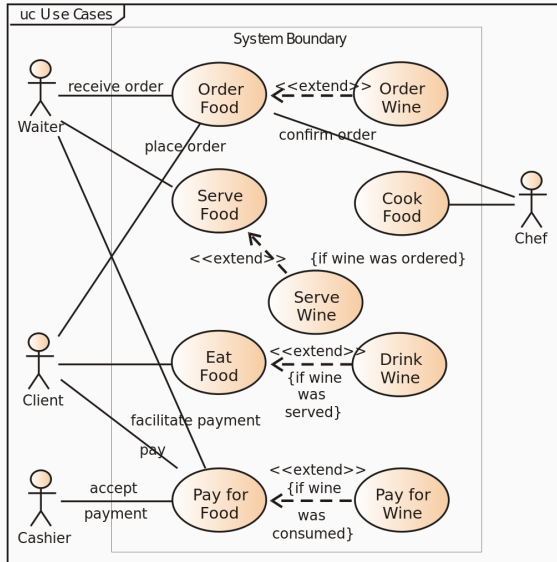 uc Use Cases
System Boundary
receive order
Order
Food
<<extend>>
Order
Wine
Waiter
confirm order
place order
Serve
Food
Cook
Food
Chef
<<extend>>
{if wine was ordered}
Serve
Wine
Eat
Food
<<extend>>
Drink
Wine
{if wine
was
served}
Client
facilitate payment
pay
<<extend>>
accept
payment
Pay for
Food
{if wine
was
consumed}
Pay for
Wine
Cashier